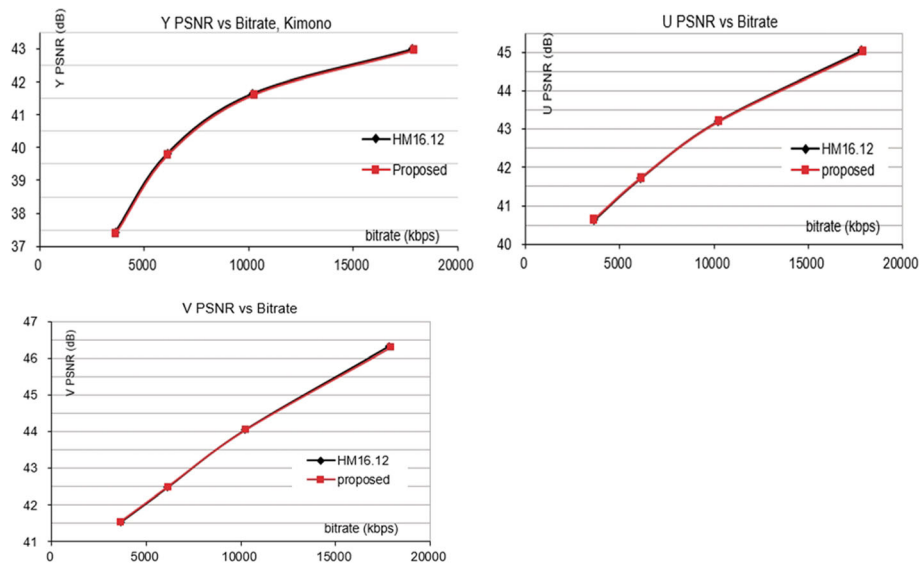 Y PSNR vs Bitrate, Kimono
Y PSNR (dB)
43
42
41
40
39
38
37
HM16.12
Proposed
bitrate (kbps)
0 5000 10000 15000 20000
U PSNR vs Bitrate
U PSNR (dB)
45
44
43
42
41
40
HM16.12
proposed
bitrate (kbps)
0 5000 10000 15000 20000
V PSNR vs Bitrate
V PSNR (dB)
47
46
45
44
43
42
41
HM16.12
proposed
bitrate (kbps)
0 5000 10000 15000 20000